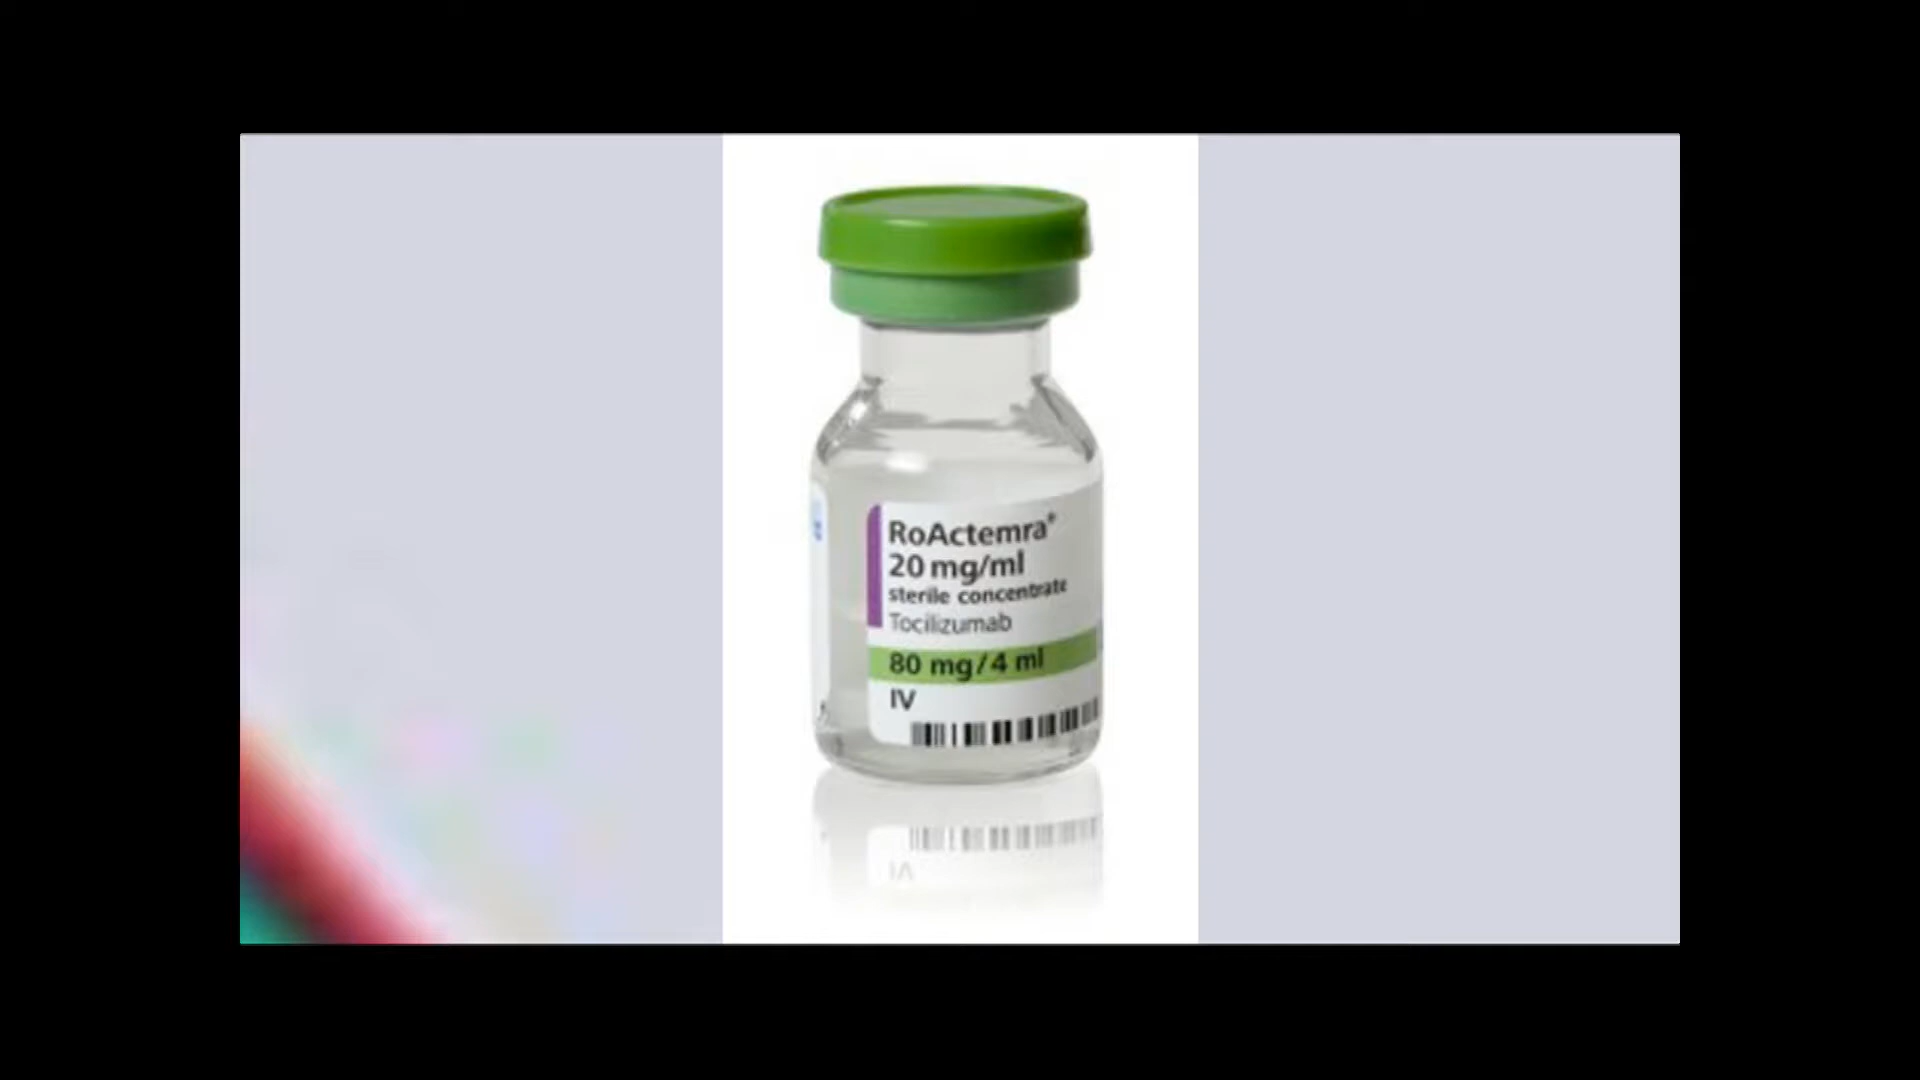 RoActemra®
20 mg/ml
sterile concentrate
Tocilizumab
80 mg/4 ml
IV